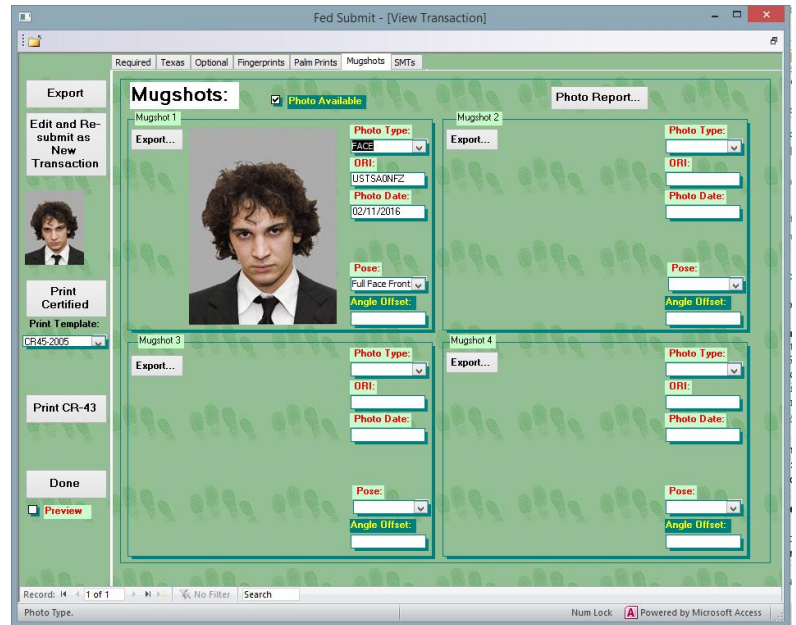 Fed Submit - [View Transaction]
Required Texas Optional Fingerprints Palm Prints Mugshots SMTs
Export
Edit and Re-
submit as
New
Transaction
Print
Certified
Print Template:
CR45-2005
Print CR-43
Done
Preview
Mugshots:
Photo Available
Photo Report...
Mugshot 1
Export...
Photo Type:
FACE
ORI:
USTSA0NFZ
Photo Date:
02/11/2016
Pose:
Full Face Front
Angle Offset:
Mugshot 2
Export...
Photo Type:
ORI:
Photo Date:
Pose:
Angle Offset:
Mugshot 3
Export...
Photo Type:
ORI:
Photo Date:
Pose:
Angle Offset:
Mugshot 4
Export...
Photo Type:
ORI:
Photo Date:
Pose:
Angle Offset:
Record: 1 of 1 No Filter Search
Photo Type. Num Lock A Powered by Microsoft Access